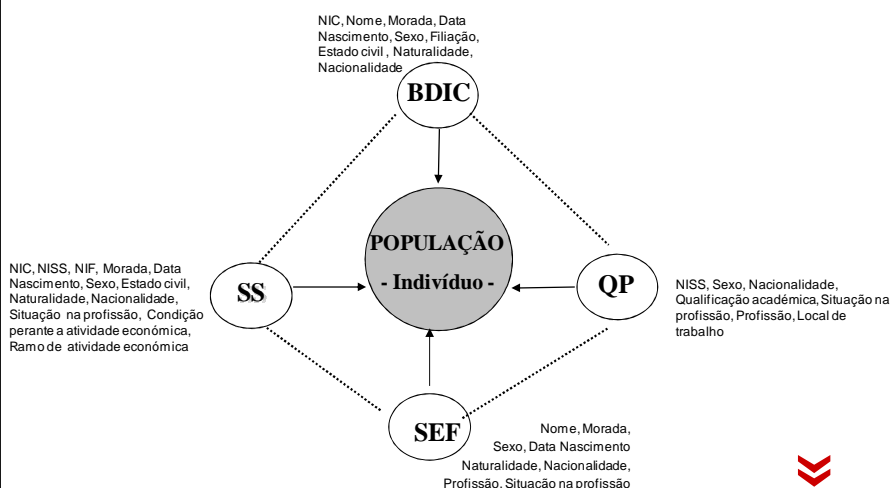 NIC, Nome, Morada, Data
Nascimento, Sexo, Filiação,
Estado civil , Naturalidade,
Nacionalidade
BDIC
POPULAÇÃO
- Indivíduo -
NIC, NISS, NIF, Morada, Data
Nascimento, Sexo, Estado civil,
Naturalidade, Nacionalidade,
Situação na profissão, Condição
perante a atividade económica,
Ramo de atividade económica
SS
QP
NISS, Sexo, Nacionalidade,
Qualificação académica, Situação na
profissão, Profissão, Local de
trabalho
SEF
Nome, Morada,
Sexo, Data Nascimento
Naturalidade, Nacionalidade,
Profissão, Situação na profissão